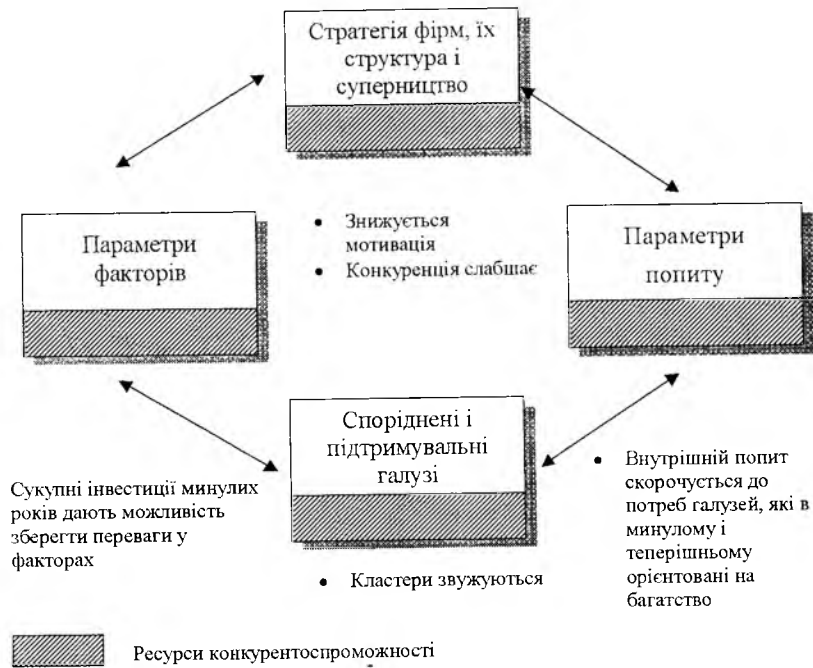 Стратегія фірм, їх
структура і
суперництво
Параметри
факторів
• Знижується
мотивація
• Конкуренція слабшає
Параметри
попиту
Споріднені і
підтримувальні
галузі
Сукупні інвестиції минулих
років дають можливість
зберегти переваги у
факторах
• Внутрішній попит
скорочується до
потреб галузей, які в
минулому і
теперішньому
орієнтовані на
багатство
• Кластери звужуються
Ресурси конкурентоспроможності